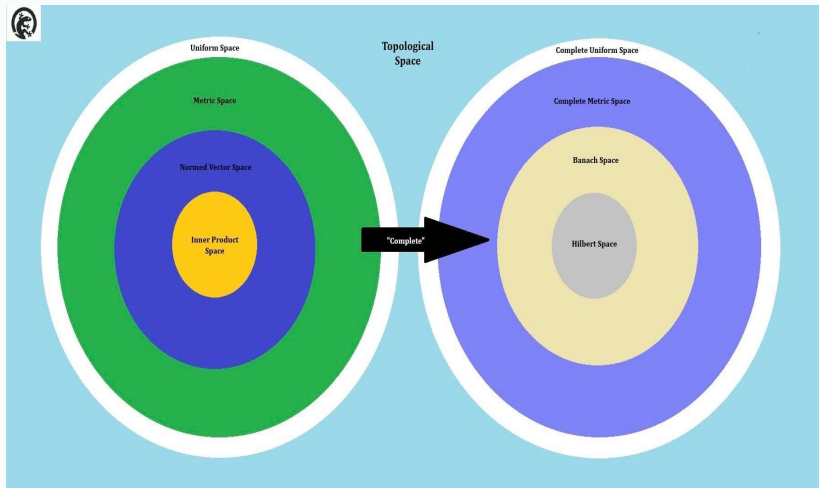 Uniform Space
Topological
Space
Complete Uniform Space
Metric Space
Complete Metric Space
Normed Vector Space
Banach Space
Inner Product
Space
"Complete"
Hilbert Space